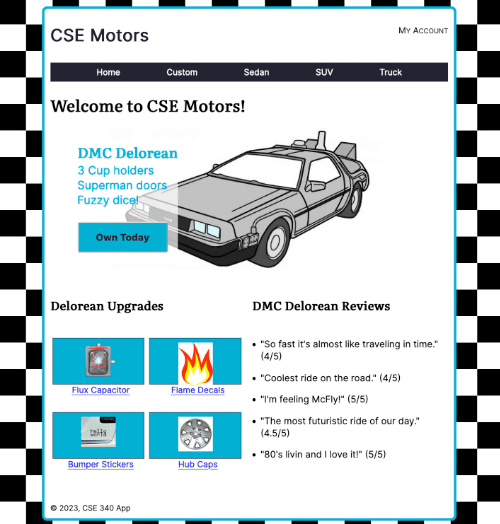 CSE Motors
My Account
Home Custom Sedan SUV Truck
Welcome to CSE Motors!
DMC Delorean
3 Cup holders
Superman doors
Fuzzy dice!
Own Today
Delorean Upgrades
Flux Capacitor
Flame Decals
Bumper Stickers
Hub Caps
DMC Delorean Reviews
• "So fast it's almost like traveling in time."
(4/5)
• "Coolest ride on the road." (4/5)
• "I'm feeling McFly!" (5/5)
• "The most futuristic ride of our day."
(4.5/5)
• "80's livin and I love it!" (5/5)
© 2023, CSE 340 App